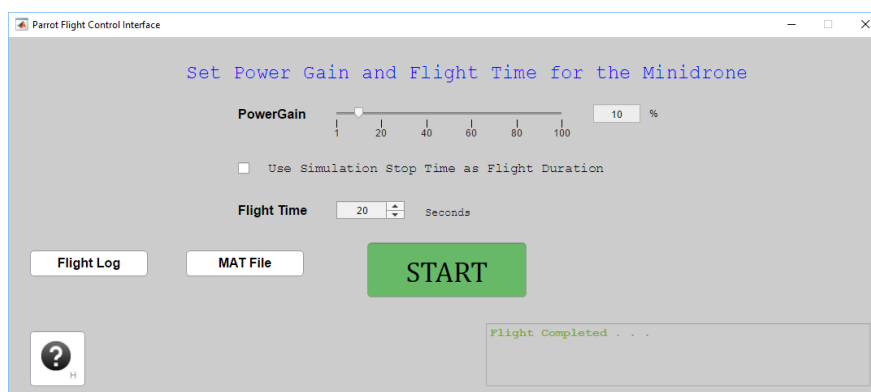 Parrot Flight Control Interface
Set Power Gain and Flight Time for the Minidrone
PowerGain
10 %
1 20 40 60 80 100
Use Simulation Stop Time as Flight Duration
Flight Time 20 Seconds
Flight Log MAT File START
Flight Completed . . .
?
H